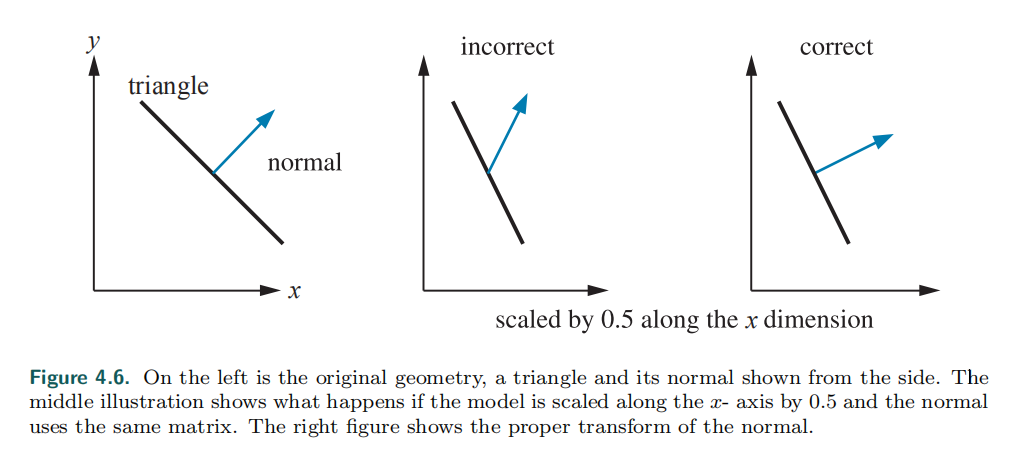 y
incorrect
correct
triangle
normal
x
scaled by 0.5 along the x dimension
Figure 4.6. On the left is the original geometry, a triangle and its normal shown from the side. The
middle illustration shows what happens if the model is scaled along the x- axis by 0.5 and the normal
uses the same matrix. The right figure shows the proper transform of the normal.